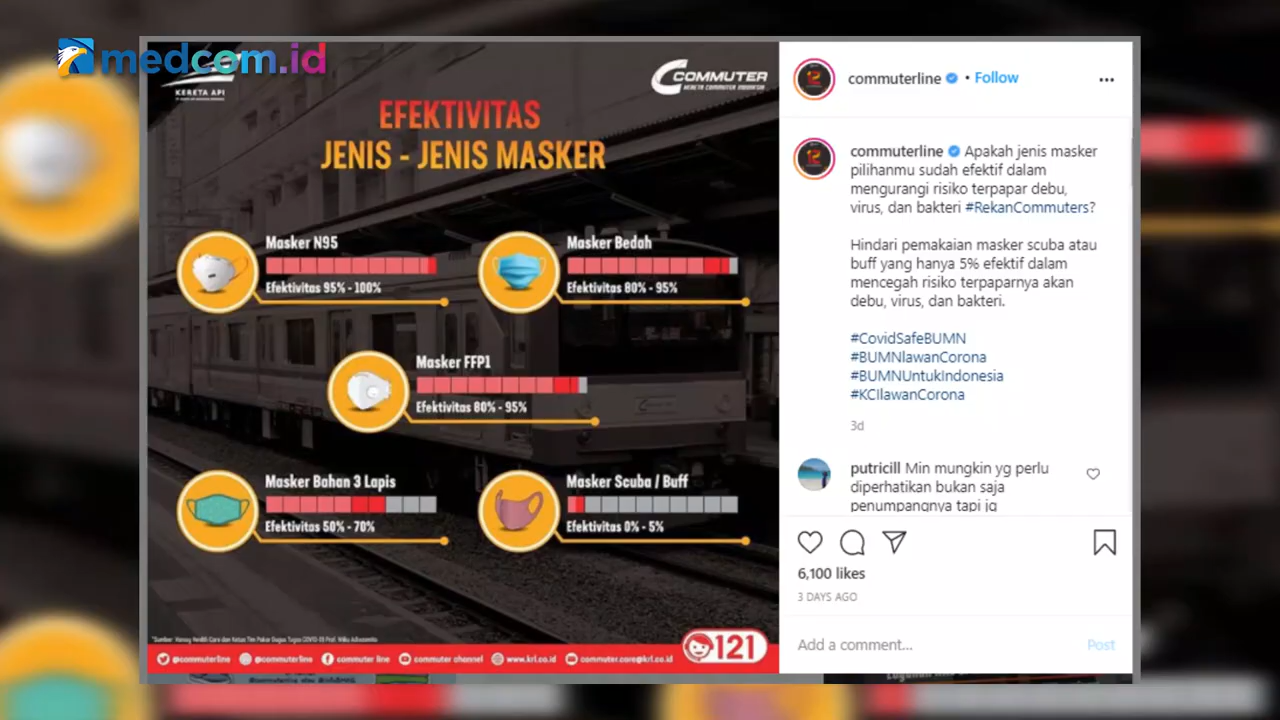 medcom.id
KERETA API
COMMUTER
KERETA COMMUTER INDONESIA
EFEKTIVITAS
JENIS - JENIS MASKER
Masker N95
Efektivitas 95% - 100%
Masker Bedah
Efektivitas 80% - 95%
Masker FFP1
Efektivitas 80% - 95%
Masker Bahan 3 Lapis
Efektivitas 50% - 70%
Masker Scuba / Buff
Efektivitas 0% - 5%
@commuterline
@commuterline
commuter line
commuter channel
www.krl.co.id
commuter.care@krl.co.id
121
commuterline • Follow
commuterline Apakah jenis masker
pilihanmu sudah efektif dalam
mengurangi risiko terpapar debu,
virus, dan bakteri #RekanCommuters?
Hindari pemakaian masker scuba atau
buff yang hanya 5% efektif dalam
mencegah risiko terpaparnya akan
debu, virus, dan bakteri.
#CovidSafeBUMN
#BUMNlawanCorona
#BUMNUntukIndonesia
#KCIlawanCorona
3d
putricill Min mungkin yg perlu
diperhatikan bukan saja
penumpangnya tapi jg
6,100 likes
3 DAYS AGO
Add a comment...
Post